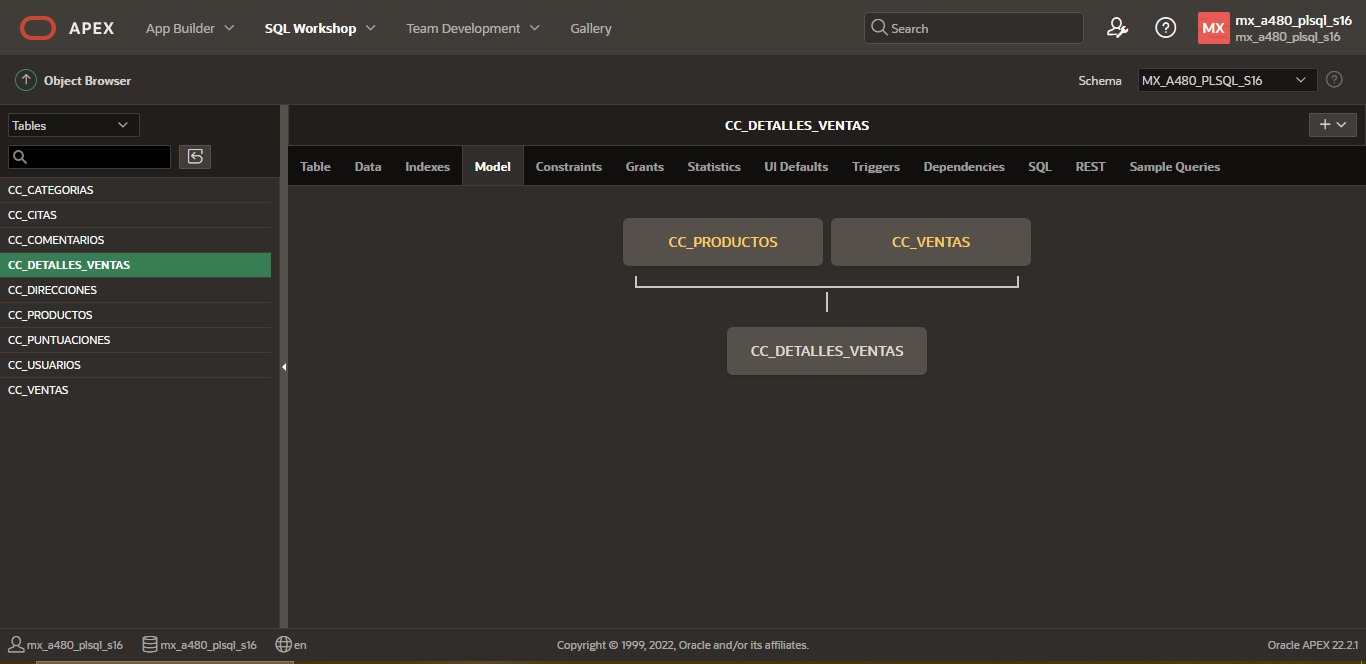 APEX App Builder SQL Workshop Team Development Gallery Search MX mx_a480_plsql_s16
mx_a480_plsql_s16
Object Browser Schema MX_A480_PLSQL_S16
Tables CC_DETALLES_VENTAS
Table Data Indexes Model Constraints Grants Statistics UI Defaults Triggers Dependencies SQL REST Sample Queries
CC_CATEGORIAS
CC_CITAS
CC_COMENTARIOS
CC_DETALLES_VENTAS
CC_DIRECCIONES
CC_PRODUCTOS
CC_PUNTUACIONES
CC_USUARIOS
CC_VENTAS
CC_PRODUCTOS CC_VENTAS
CC_DETALLES_VENTAS
mx_a480_plsql_s16 mx_a480_plsql_s16 en Copyright © 1999, 2022, Oracle and/or its affiliates. Oracle APEX 22.2.1